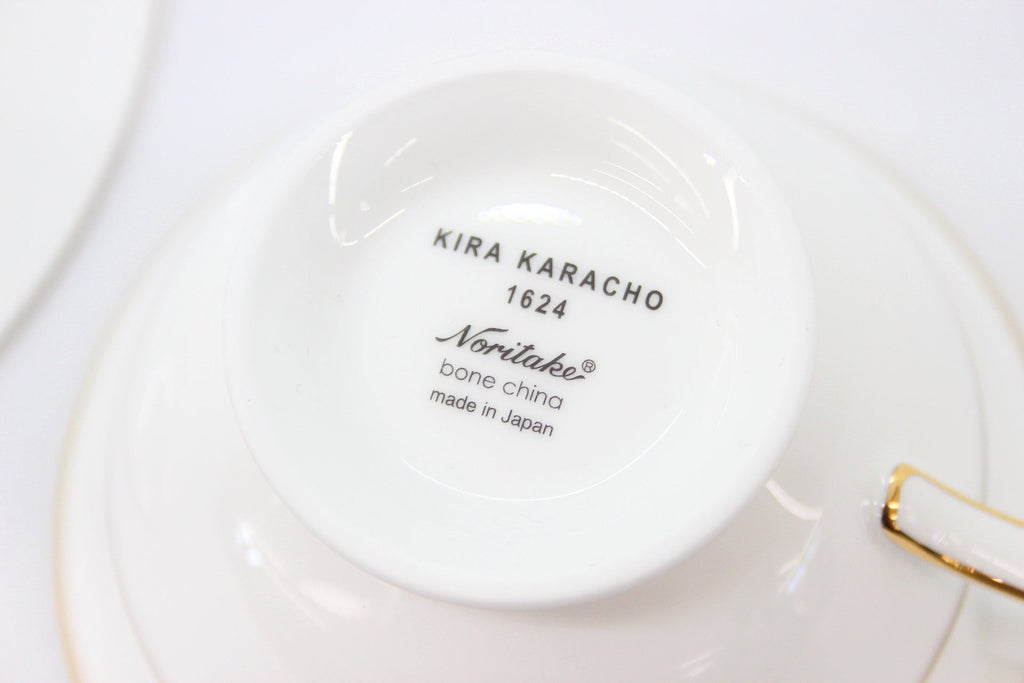 KIRA KARACHO
1624
Noritake®
bone china
made in Japan